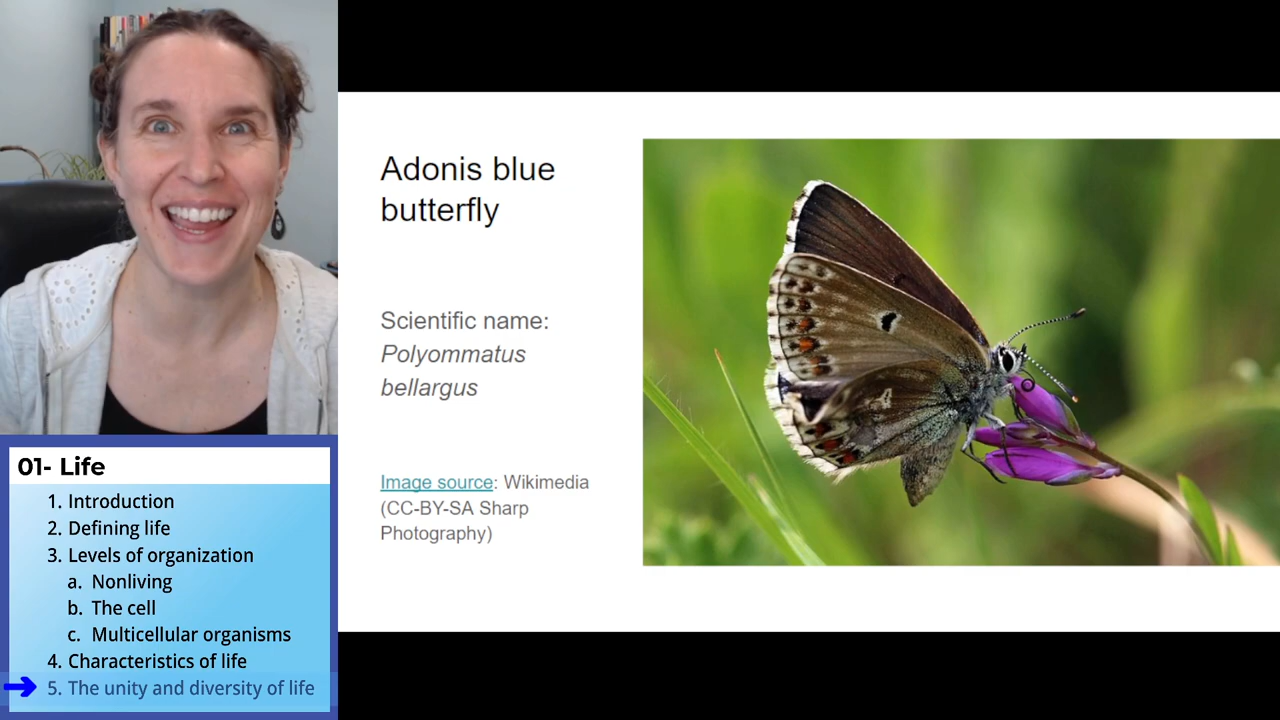 Adonis blue
butterfly
Scientific name:
Polyommatus
bellargus
Image source: Wikimedia
(CC-BY-SA Sharp
Photography)
01- Life
1. Introduction
2. Defining life
3. Levels of organization
a. Nonliving
b. The cell
c. Multicellular organisms
4. Characteristics of life
5. The unity and diversity of life